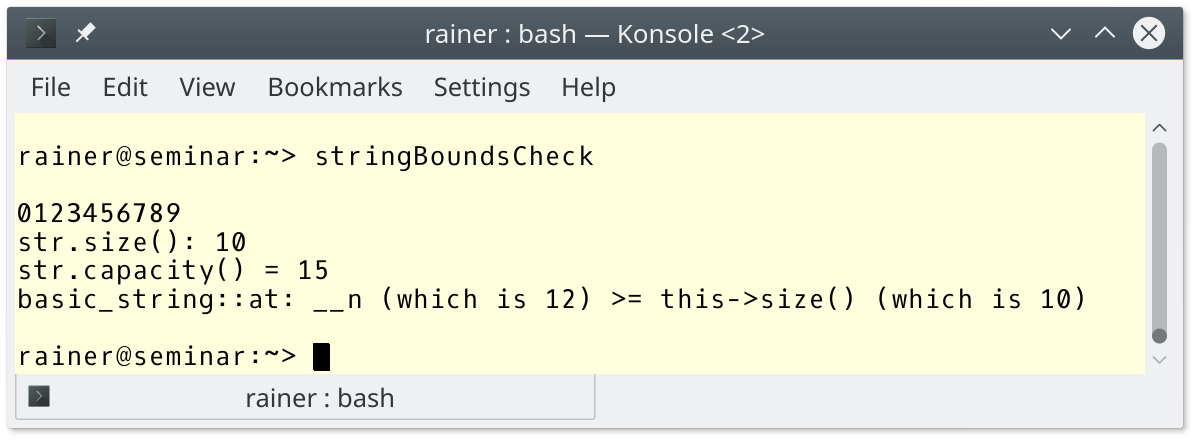 rainer : bash — Konsole <2>
File Edit View Bookmarks Settings Help
rainer@seminar:~> stringBoundsCheck
0123456789
str.size(): 10
str.capacity() = 15
basic_string::at: __n (which is 12) >= this->size() (which is 10)
rainer@seminar:~>
rainer : bash